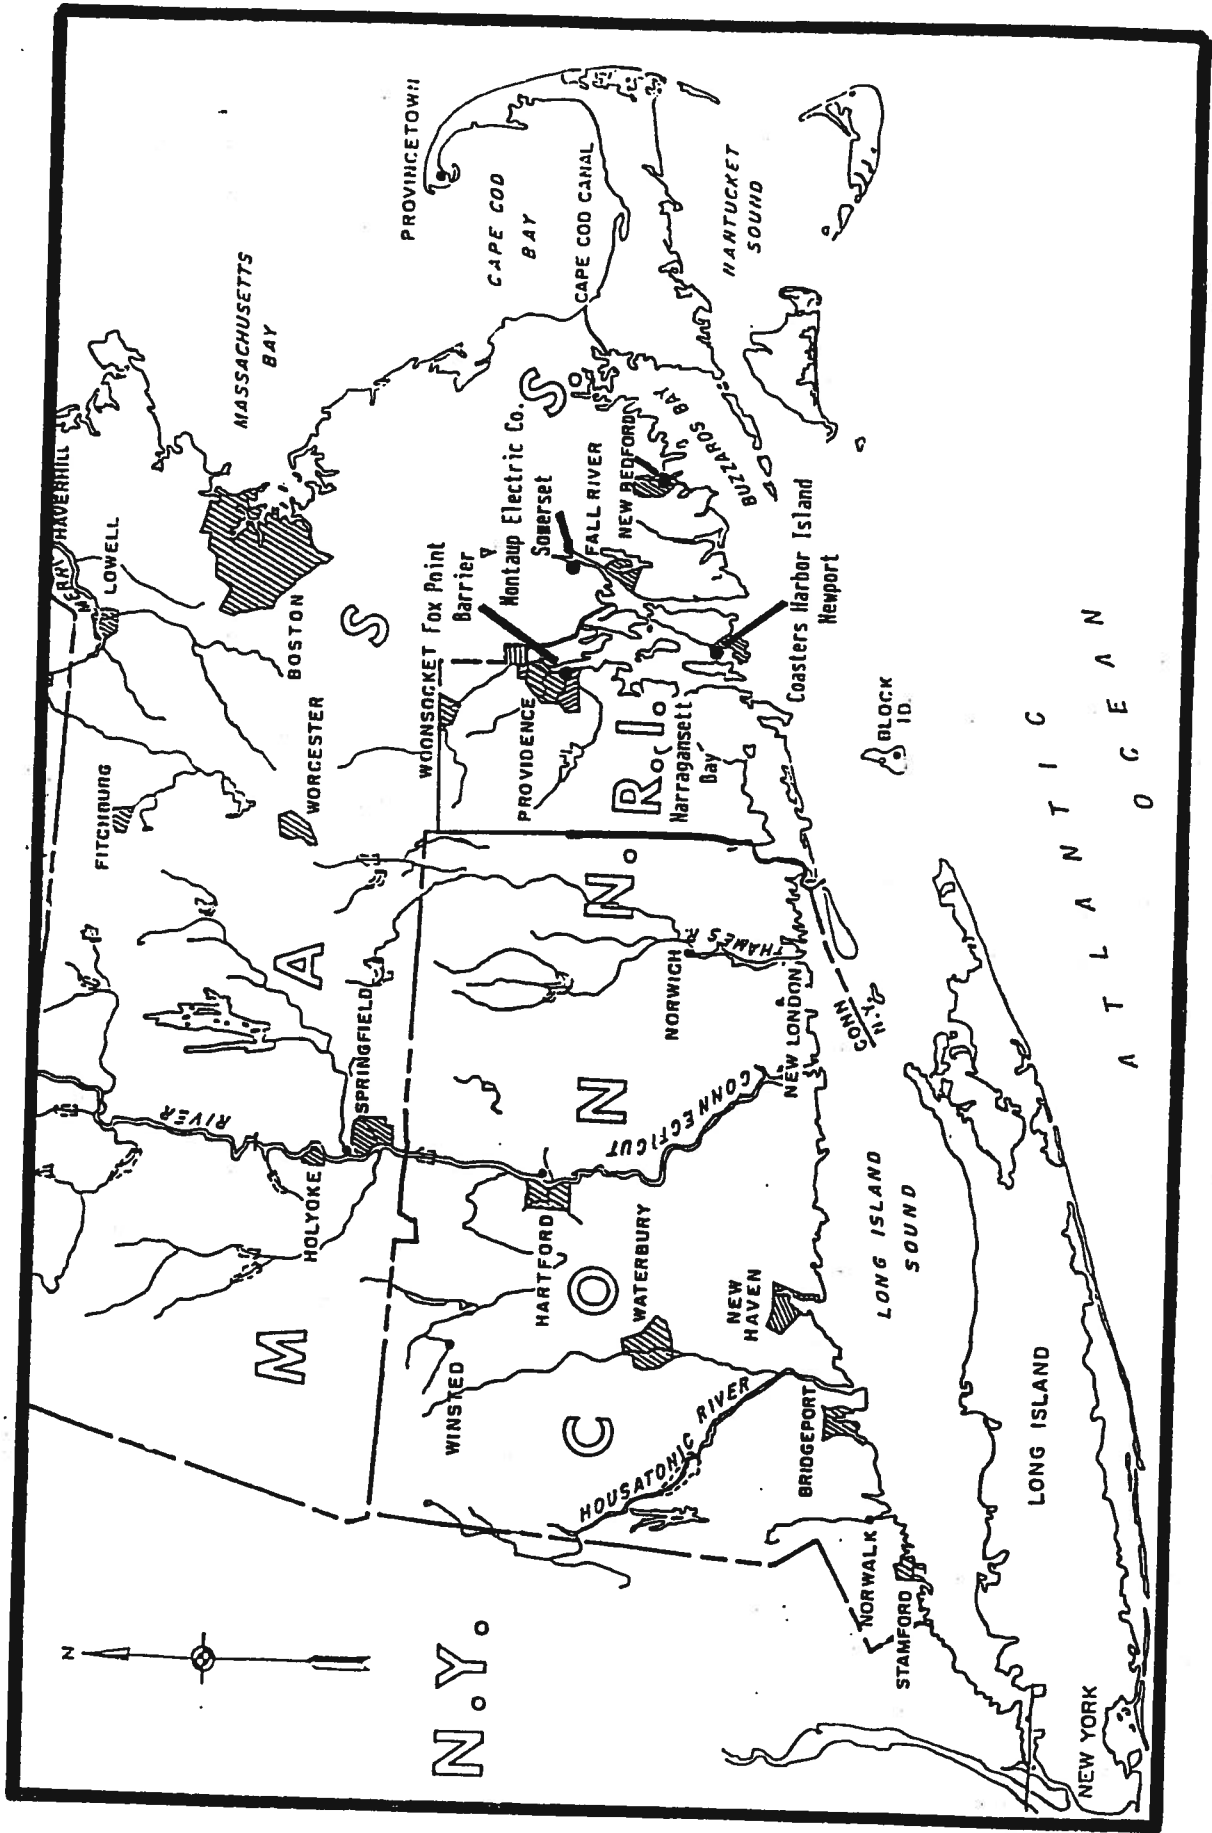 N
N.Y.
M A S S.
C O N N.
R. I.
PROVINCETOWN
MASSACHUSETTS
BAY
CAPE COD
BAY
CAPE COD CANAL
NANTUCKET
SOUND
HAVERHILL
LOWELL
BOSTON
FITCHBURG
WORCESTER
WOONSOCKET
Fox Point
Barrier
Montaup Electric Co.
Somerset
FALL RIVER
NEW BEDFORD
BUZZARDS BAY
Coasters Harbor Island
Newport
PROVIDENCE
Narragansett
Bay
BLOCK
ID.
SPRINGFIELD
HOLYOKE
RIVER
CONNECTICUT
NORWICH
THAMES R.
NEW LONDON
CONN
N.Y.
HARTFORD
WATERBURY
WINSTED
NEW
HAVEN
HOUSATONIC RIVER
BRIDGEPORT
NORWALK
STAMFORD
LONG ISLAND
SOUND
LONG ISLAND
NEW YORK
ATLANTIC
OCEAN